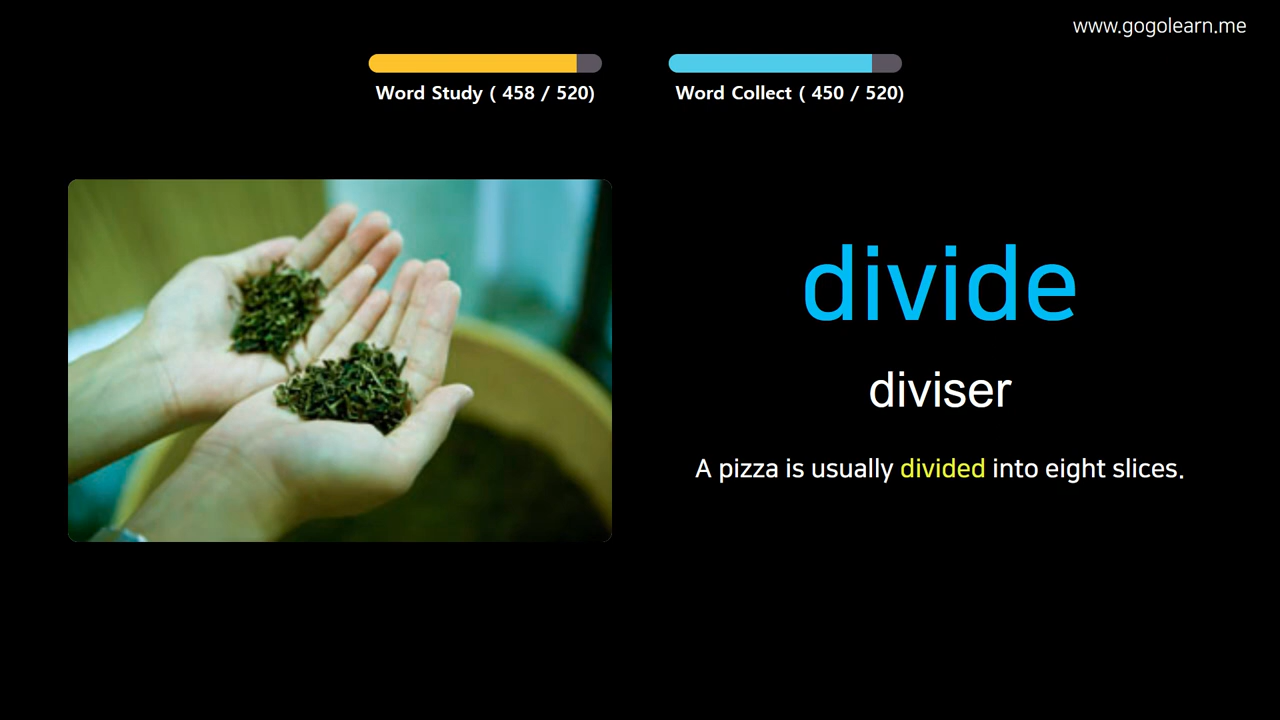 www.gogolearn.me
Word Study ( 458 / 520)
Word Collect ( 450 / 520)
divide
diviser
A pizza is usually divided into eight slices.